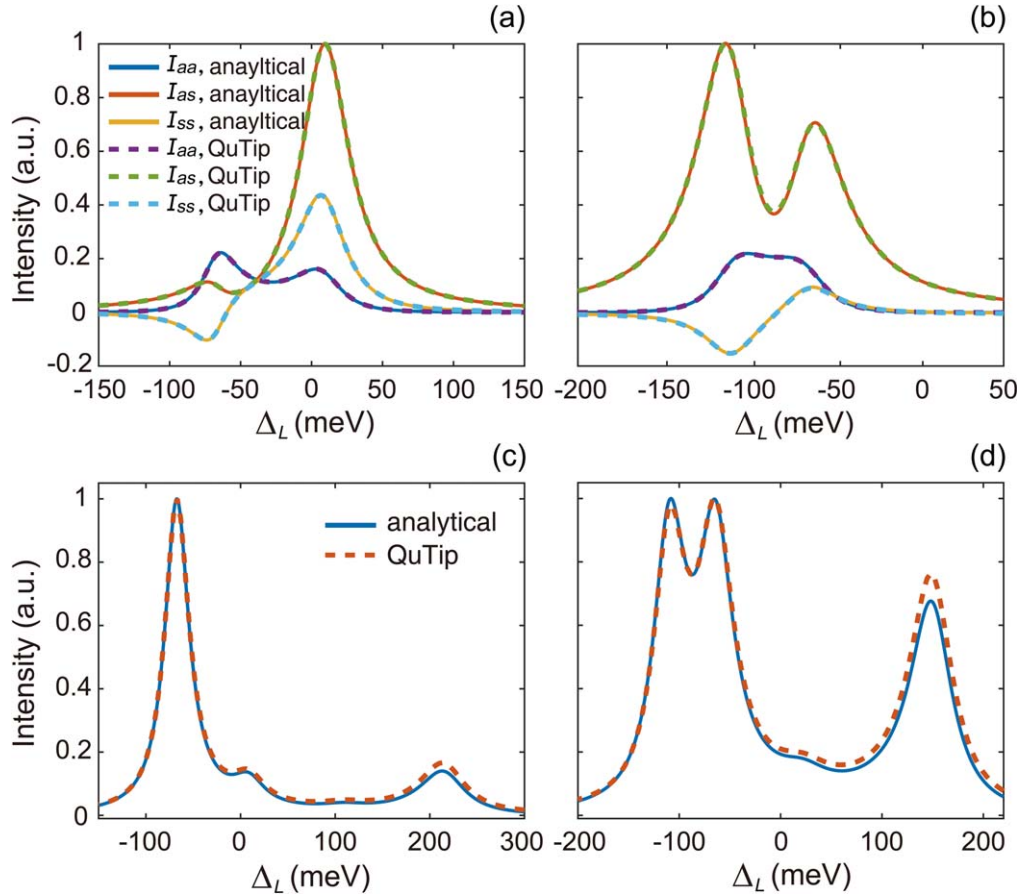 (a)
(b)
Intensity (a.u.)
1
0.8
0.6
0.4
0.2
0
-0.2
I_aa, anayltical
I_as, anayltical
I_ss, anayltical
I_aa, QuTip
I_as, QuTip
I_ss, QuTip
-150 -100 -50 0 50 100 150
Δ_L (meV)
-200 -150 -100 -50 0 50
Δ_L (meV)
(c)
(d)
Intensity (a.u.)
1
0.8
0.6
0.4
0.2
0
analytical
QuTip
-100 0 100 200 300
Δ_L (meV)
-200 -100 0 100 200
Δ_L (meV)